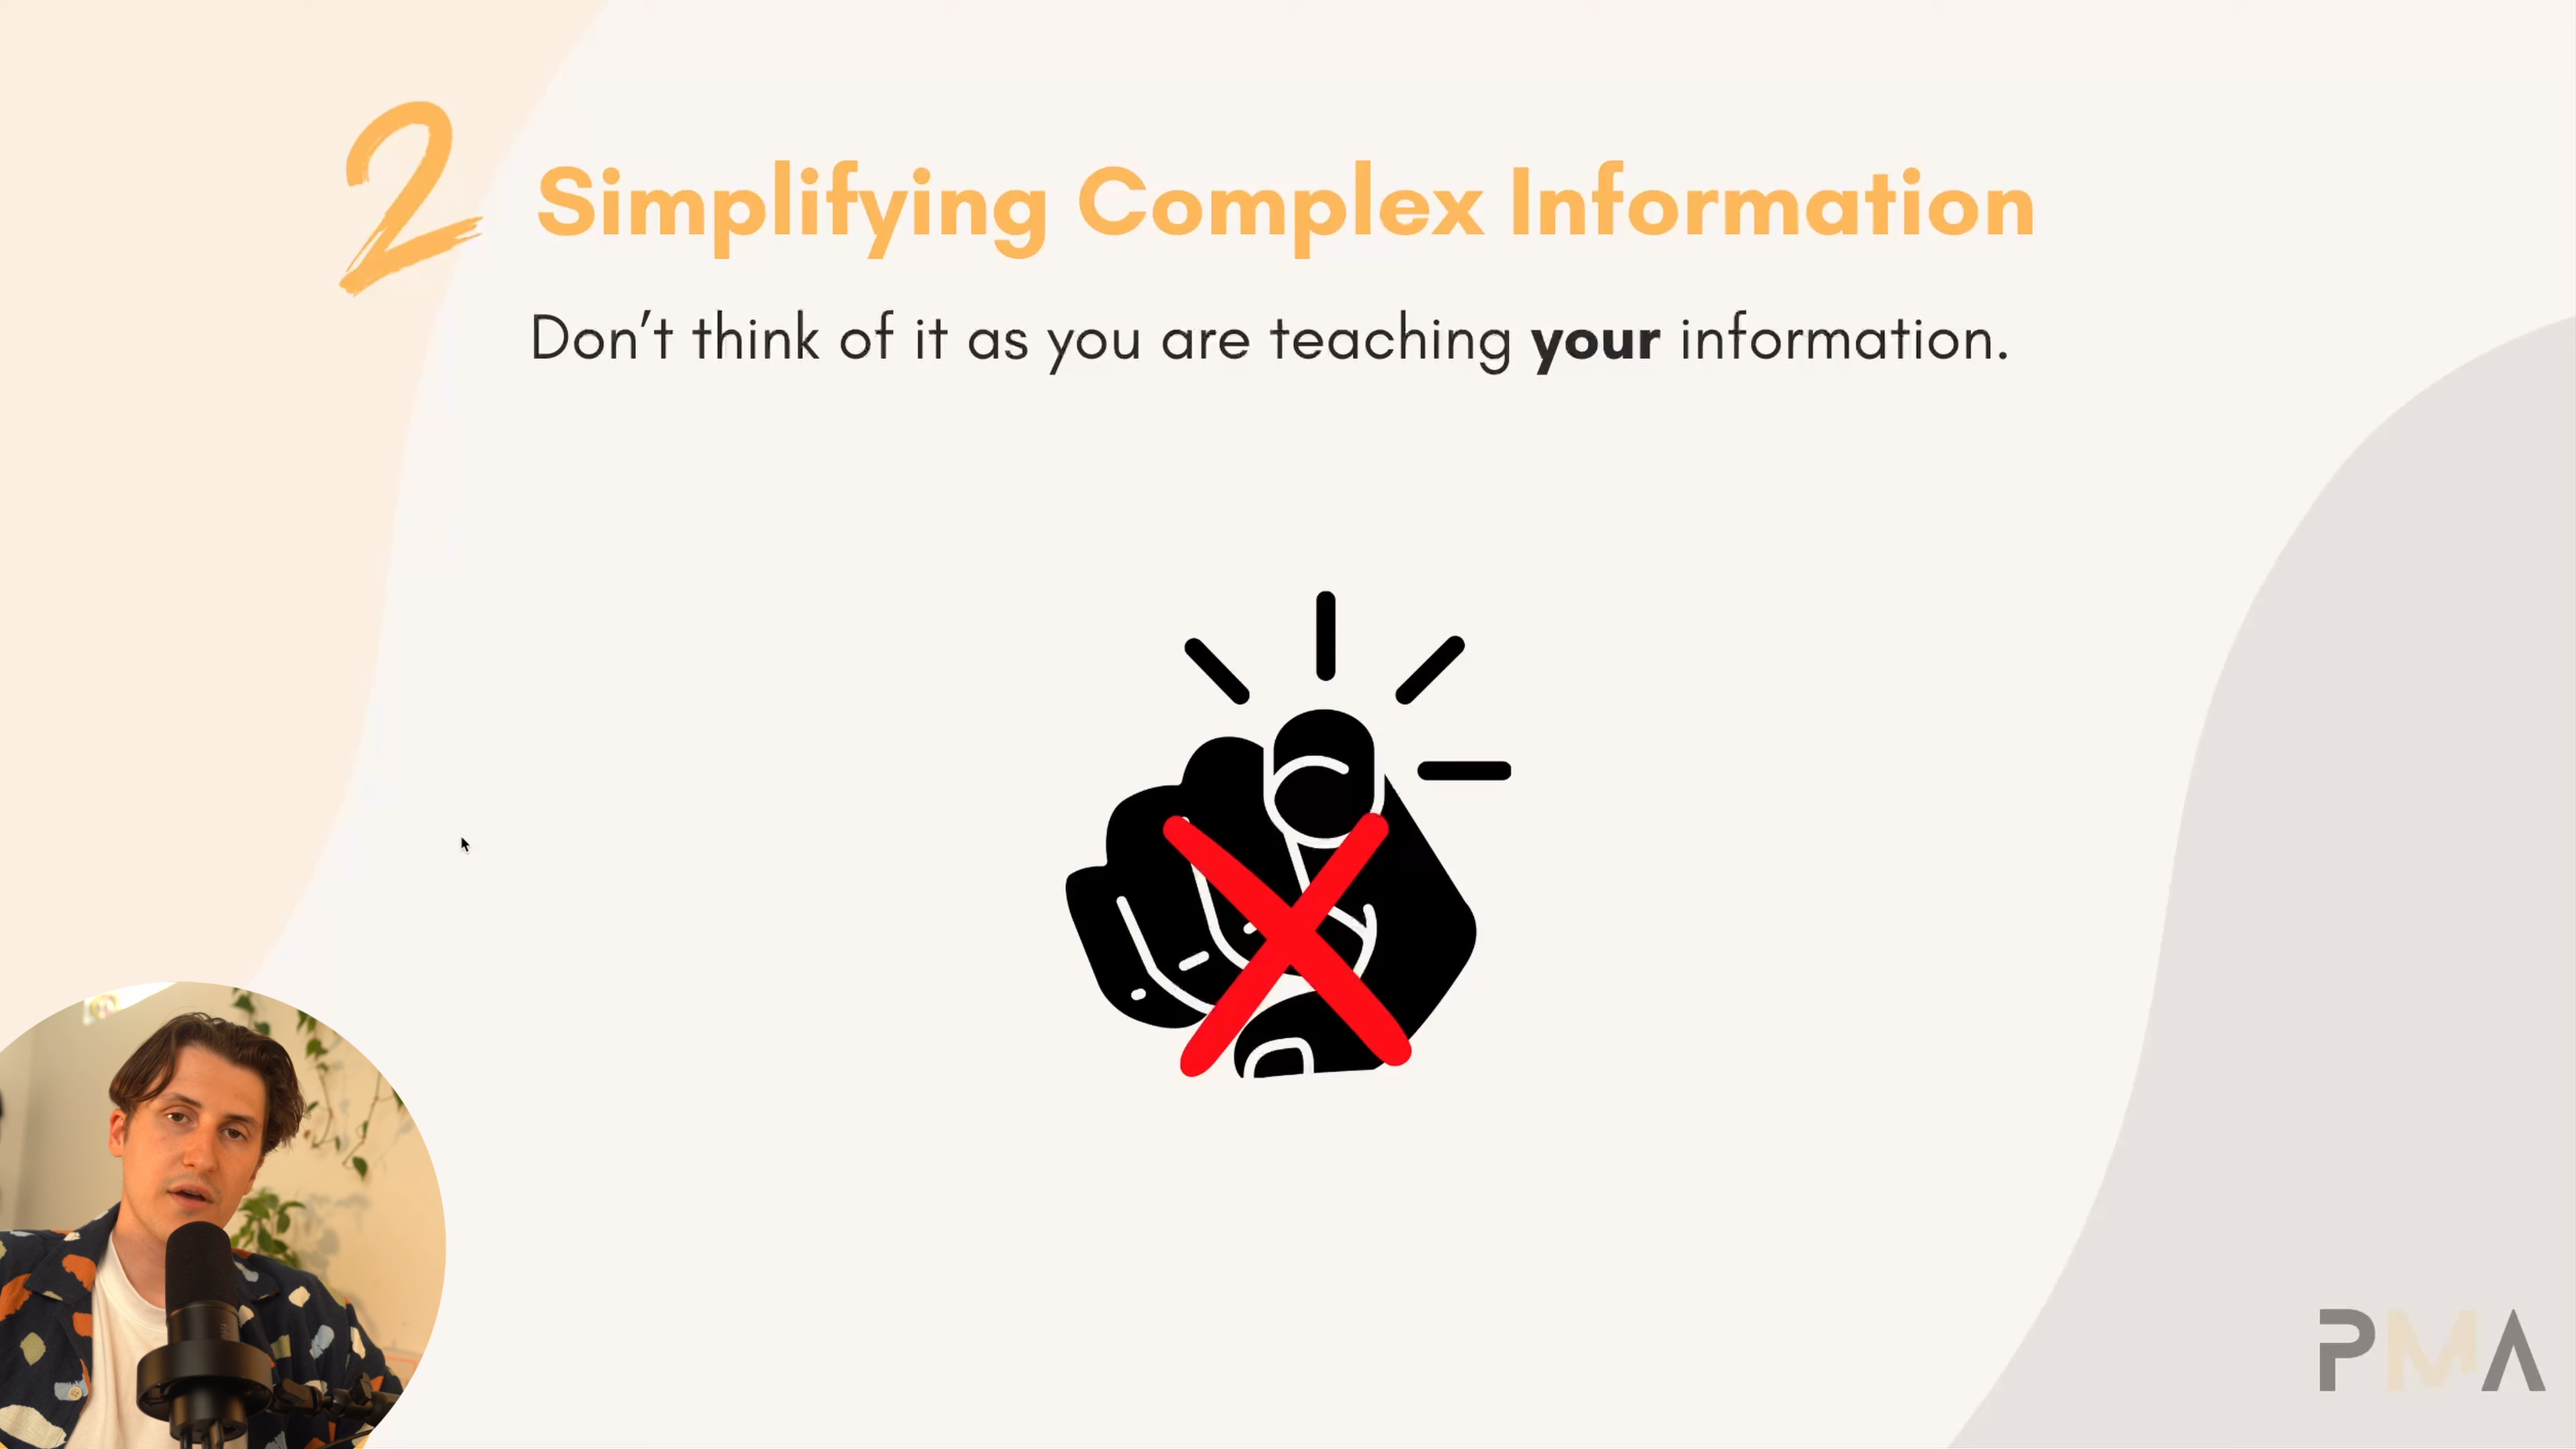 2
Simplifying Complex Information
Don't think of it as you are teaching your information.
PMA